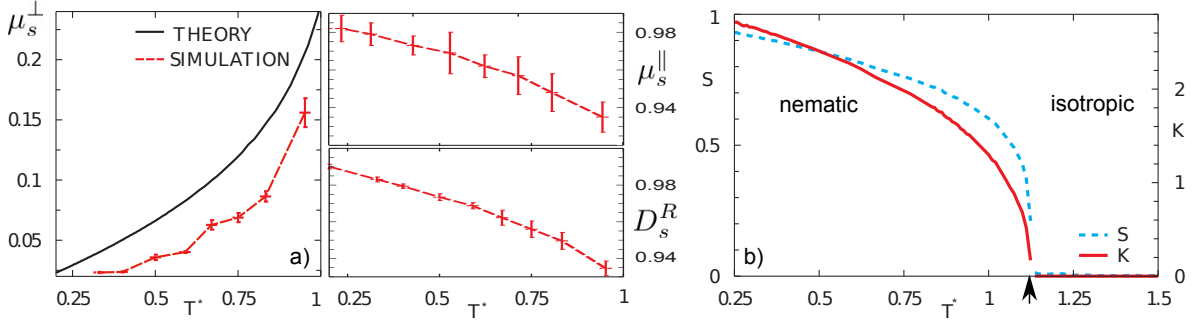 μ_s^⊥
0.2
0.15
0.1
0.05
THEORY
SIMULATION
a)
0.25 0.5 0.75 1
T*
0.98
μ_s^∥
0.94
0.98
D_s^R
0.94
0.25 0.5 0.75 1
T*
1
S
0.5
0
nematic
isotropic
2
K
1
0
S
K
b)
0.25 0.5 0.75 1 1.25 1.5
T*